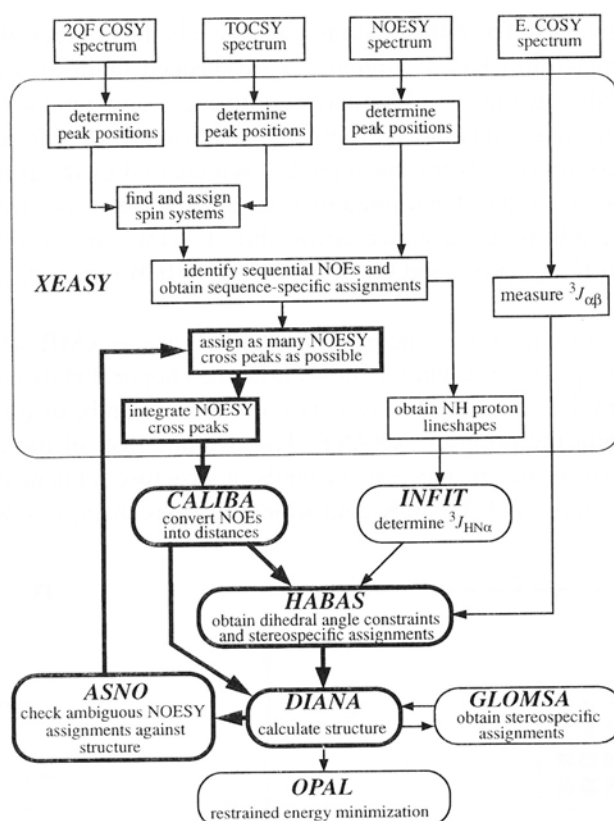 2QF COSY
spectrum
TOCSY
spectrum
NOESY
spectrum
E. COSY
spectrum
determine
peak positions
determine
peak positions
determine
peak positions
find and assign
spin systems
XEASY
identify sequential NOEs and
obtain sequence-specific assignments
measure ³Jαβ
assign as many NOESY
cross peaks as possible
integrate NOESY
cross peaks
obtain NH proton
lineshapes
CALIBA
convert NOEs
into distances
INFIT
determine ³JHNα
HABAS
obtain dihedral angle constraints
and stereospecific assignments
ASNO
check ambiguous NOESY
assignments against
structure
DIANA
calculate structure
GLOMSA
obtain stereospecific
assignments
OPAL
restrained energy minimization